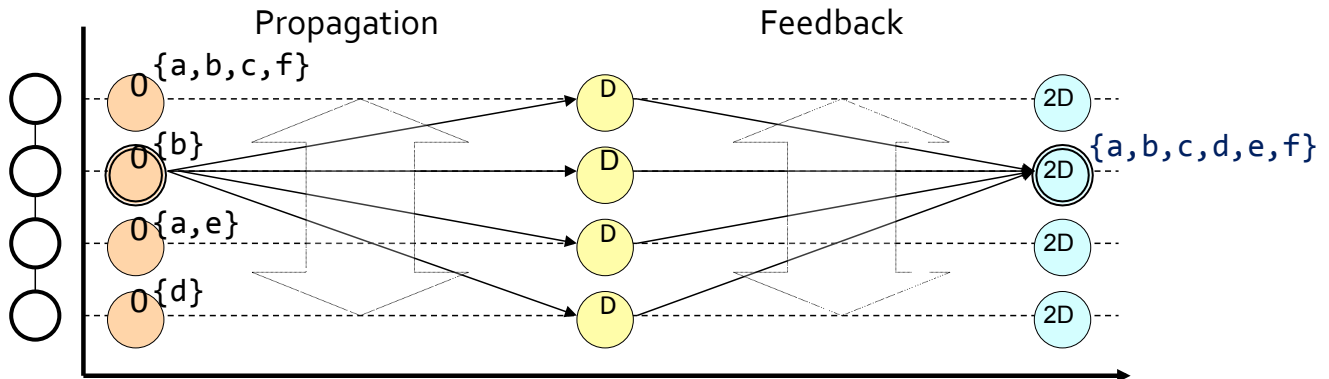 Propagation Feedback
0 {a,b,c,f} D 2D
0 {b} D 2D {a,b,c,d,e,f}
0 {a,e} D 2D
0 {d} D 2D